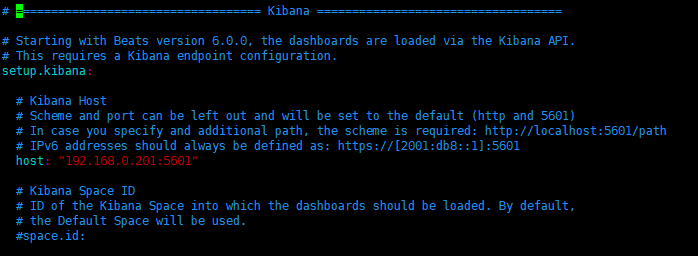 # =================================== Kibana ===================================
# Starting with Beats version 6.0.0, the dashboards are loaded via the Kibana API.
# This requires a Kibana endpoint configuration.
setup.kibana:
# Kibana Host
# Scheme and port can be left out and will be set to the default (http and 5601)
# In case you specify and additional path, the scheme is required: http://localhost:5601/path
# IPv6 addresses should always be defined as: https://[2001:db8::1]:5601
host: "192.168.0.201:5601"
# Kibana Space ID
# ID of the Kibana Space into which the dashboards should be loaded. By default,
# the Default Space will be used.
#space.id: